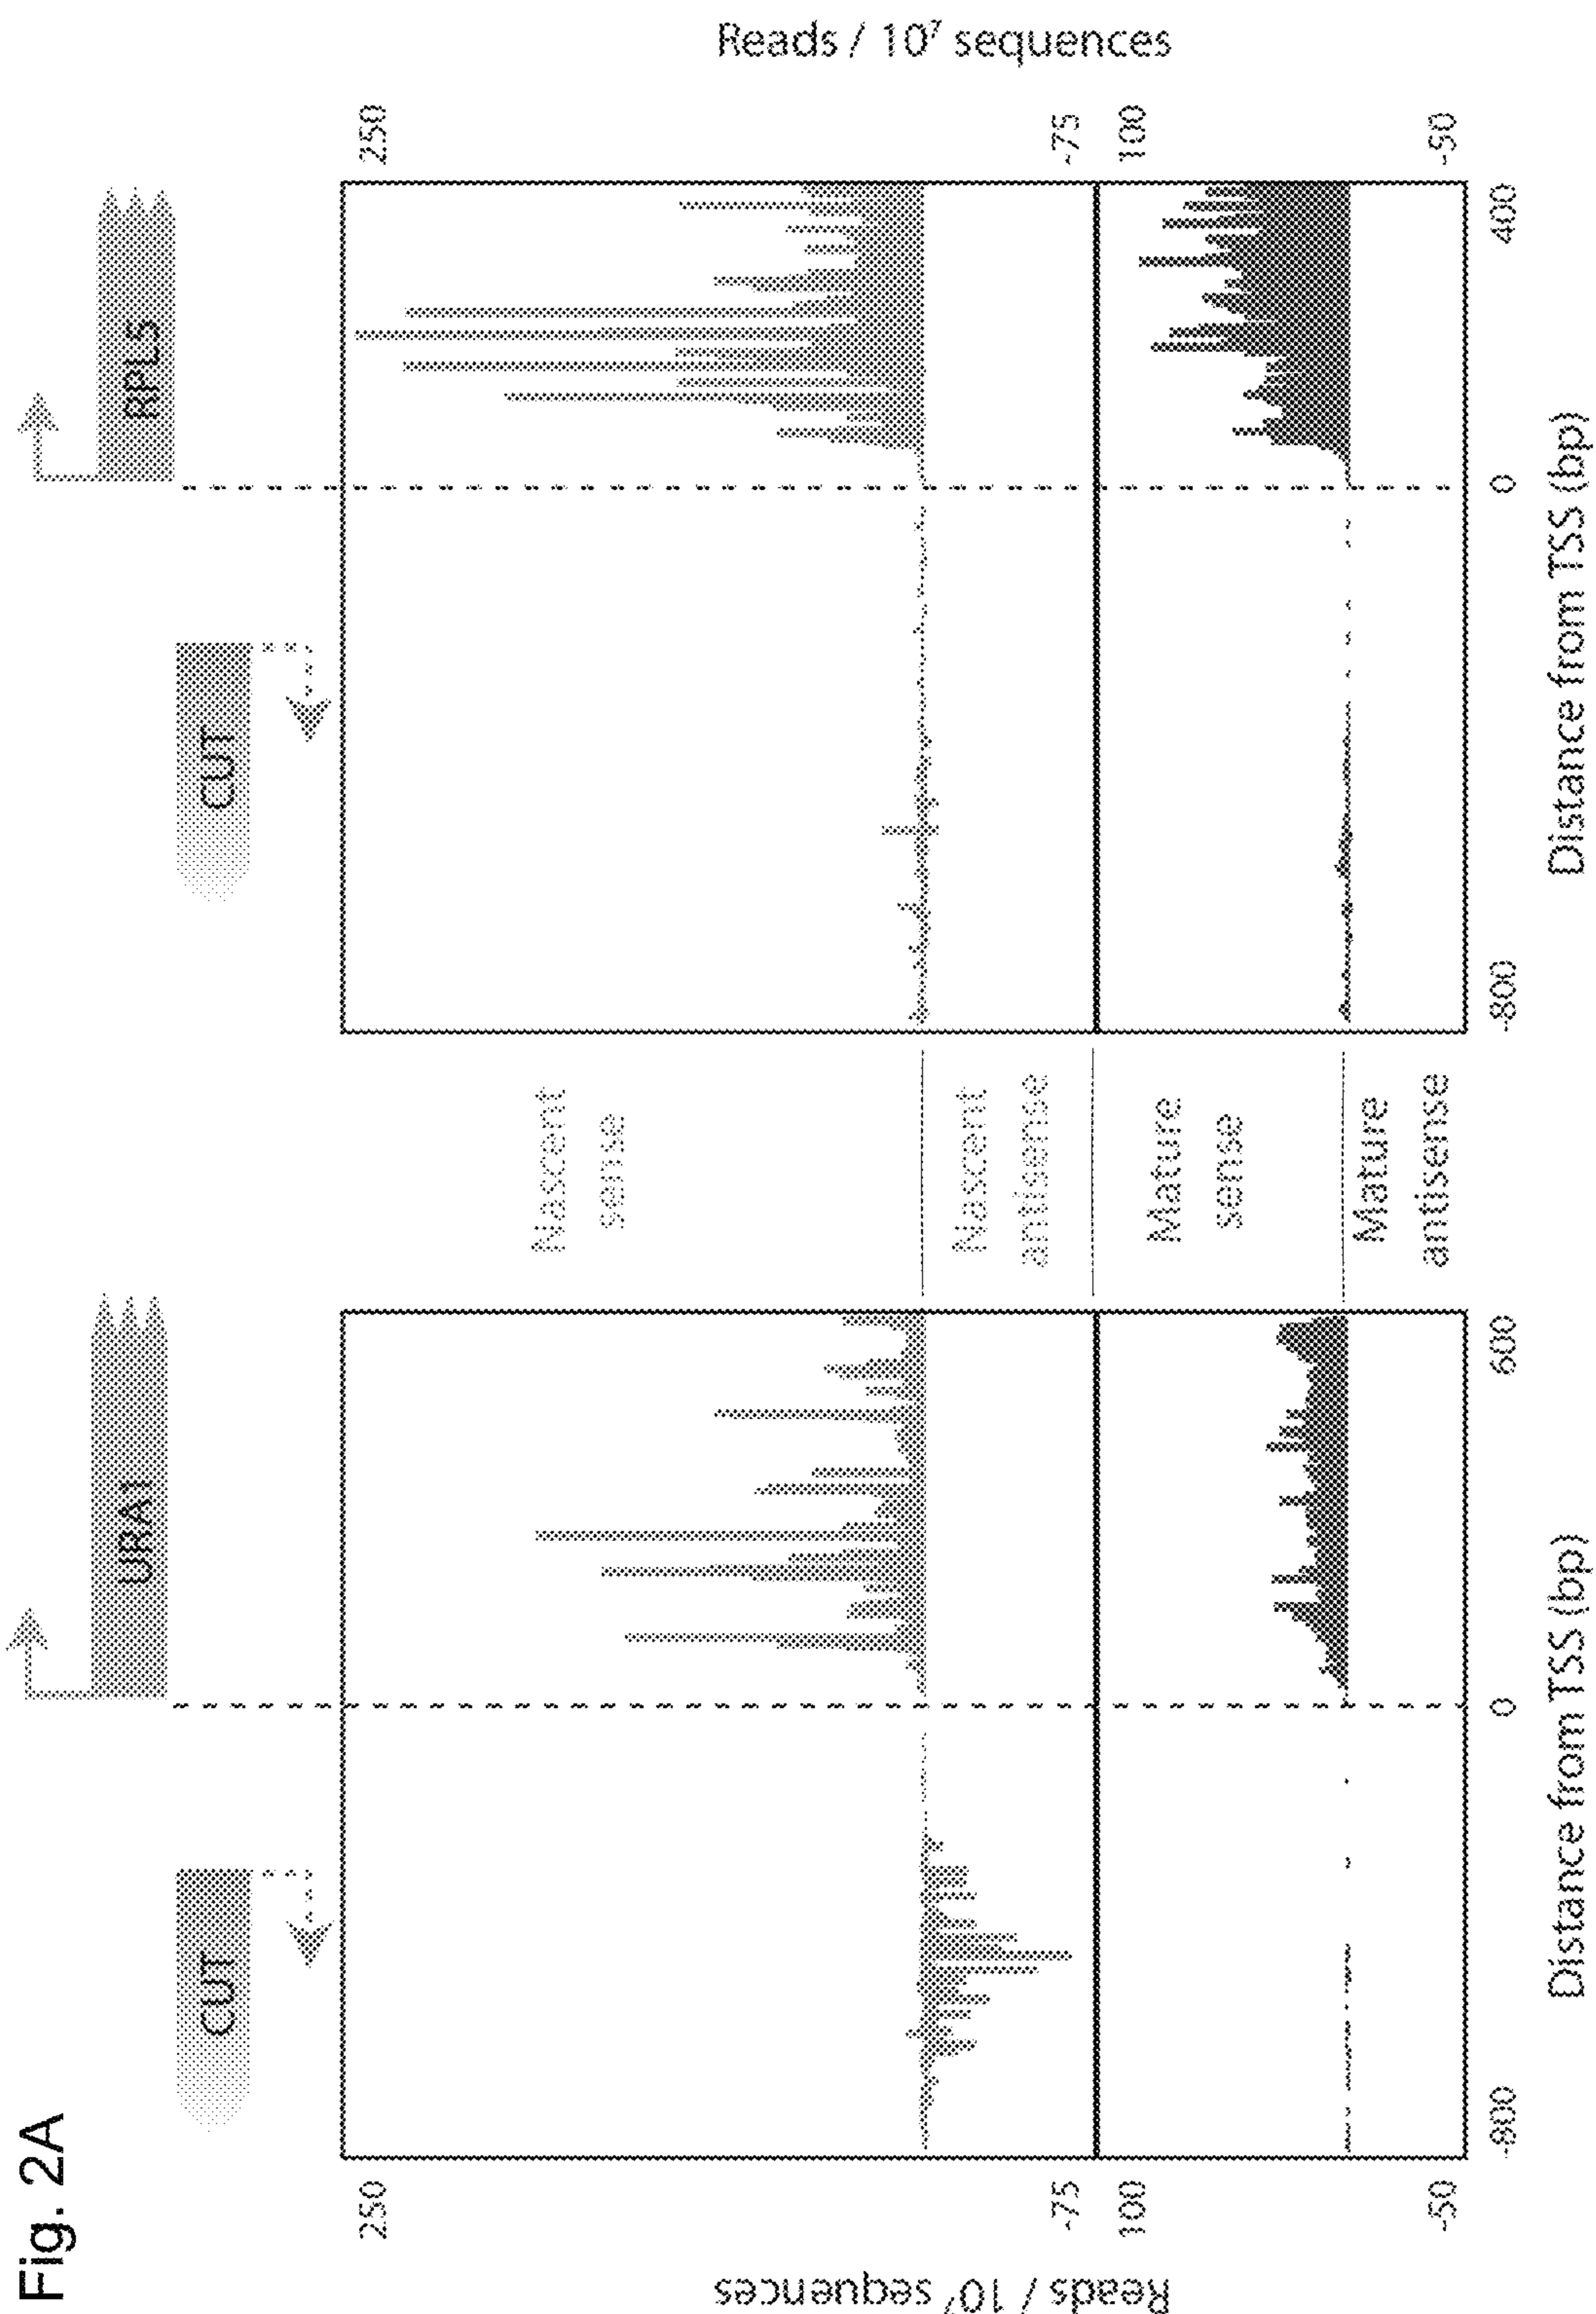 Fig. 2A
CUT
URA1
CUT
RPL5
Reads / 10⁷ sequences
250
-75
100
-50
-800
0
600
Distance from TSS (bp)
Nascent
sense
Nascent
antisense
Mature
sense
Mature
antisense
250
-75
100
-50
-800
0
400
Distance from TSS (bp)
Reads / 10⁷ sequences